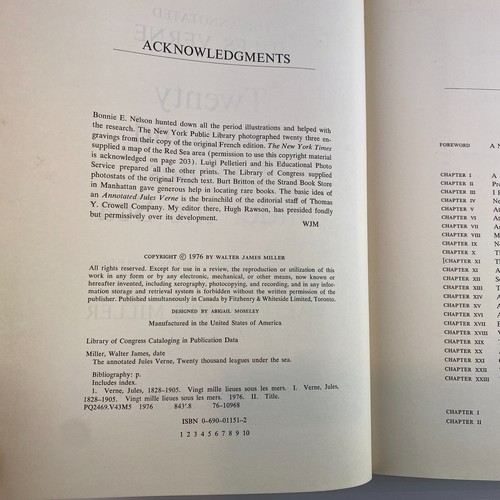 ACKNOWLEDGMENTS
Bonnie E. Nelson hunted down all the period illustrations and helped with
the research. The New York Public Library photographed twenty three en-
gravings from their copy of the original French edition. The New York Times
supplied a map of the Red Sea area (permission to use this copyright material
is acknowledged on page 203). Luigi Pelletieri and his Educational Photo
Service prepared all the other prints. The Library of Congress supplied
photostats of the original French text. Burt Britton of the Strand Book Store
in Manhattan gave generous help in locating rare books. The basic idea of
an Annotated Jules Verne is the brainchild of the editorial staff of Thomas
Y. Crowell Company. My editor there, Hugh Rawson, has presided fondly
but permissively over its development.
WJM
COPYRIGHT © 1976 BY WALTER JAMES MILLER
All rights reserved. Except for use in a review, the reproduction or utilization of this
work in any form or by any electronic, mechanical, or other means, now known or
hereafter invented, including xerography, photocopying, and recording, and in any infor-
mation storage and retrieval system is forbidden without the written permission of the
publisher. Published simultaneously in Canada by Fitzhenry & Whiteside Limited, Toronto.
DESIGNED BY ABIGAIL MOSELEY
Manufactured in the United States of America
Library of Congress Cataloging in Publication Data
Miller, Walter James, date
The annotated Jules Verne, Twenty thousand leagues under the sea.
Bibliography: p.
Includes index.
1. Verne, Jules, 1828–1905. Vingt mille lieues sous les mers. I. Verne, Jules,
1828–1905. Vingt mille lieues sous les mers. 1976. II. Title.
PQ2469.V43M5 1976 843'.8 76–10968
ISBN 0–690–01151–2
1 2 3 4 5 6 7 8 9 10
FOREWORD A N
CHAPTER I A
CHAPTER II Pr
CHAPTER III I F
CHAPTER IV Ne
CHAPTER V At
CHAPTER VI At
CHAPTER VII An
CHAPTER VIII M
CHAPTER IX Ne
CHAPTER X Th
[CHAPTER XI Th
CHAPTER XI A
CHAPTER XII Se
CHAPTER XIII T
CHAPTER XIV
CHAPTER XV A
CHAPTER XVI A
CHAPTER XVII
CHAPTER XVIII V
CHAPTER XIX T
CHAPTER XX
CHAPTER XXI
CHAPTER XXII
CHAPTER XXIII
CHAPTER I
CHAPTER II